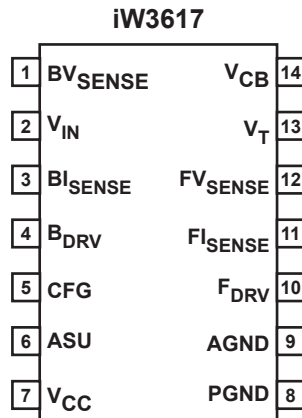 iW3617
1 BVSENSE VCB 14
2 VIN VT 13
3 BISENSE FVSENSE 12
4 BDRV FISENSE 11
5 CFG FDRV 10
6 ASU AGND 9
7 VCC PGND 8